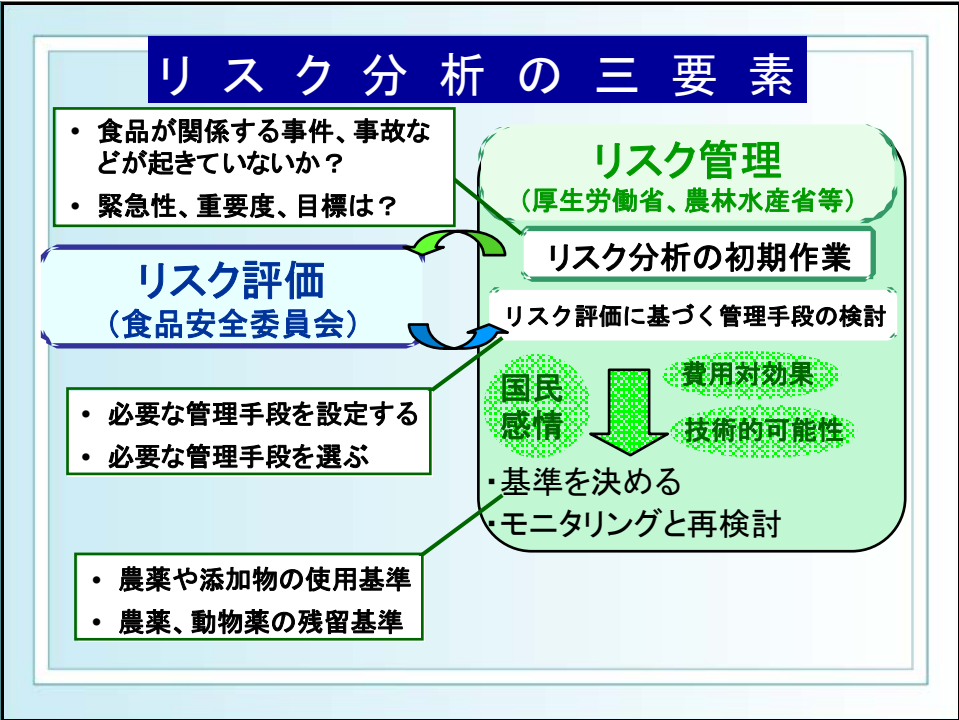 リスク分析の三要素
• 食品が関係する事件、事故な
どが起きていないか？
• 緊急性、重要度、目標は？
リスク管理
（厚生労働省、農林水産省等）
リスク分析の初期作業
リスク評価
（食品安全委員会）
リスク評価に基づく管理手段の検討
• 必要な管理手段を設定する
• 必要な管理手段を選ぶ
国民
感情
費用対効果
技術的可能性
・基準を決める
・モニタリングと再検討
• 農薬や添加物の使用基準
• 農薬、動物薬の残留基準